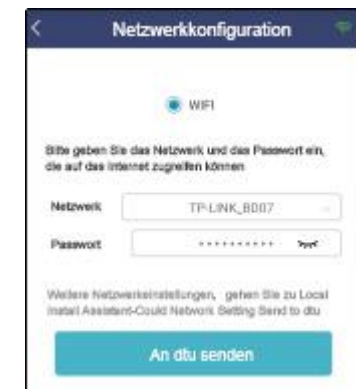 Netzwerkkonfiguration
WIFI
Bitte geben Sie das Netzwerk und das Passwort ein,
die auf das Internet zugreifen können
Netzwerk TP-LINK_BD07
Passwort **********
Weitere Netzwerkeinstellungen, gehen Sie zu Local
Install Assistant-Could Network Setting Send to dtu
An dtu senden